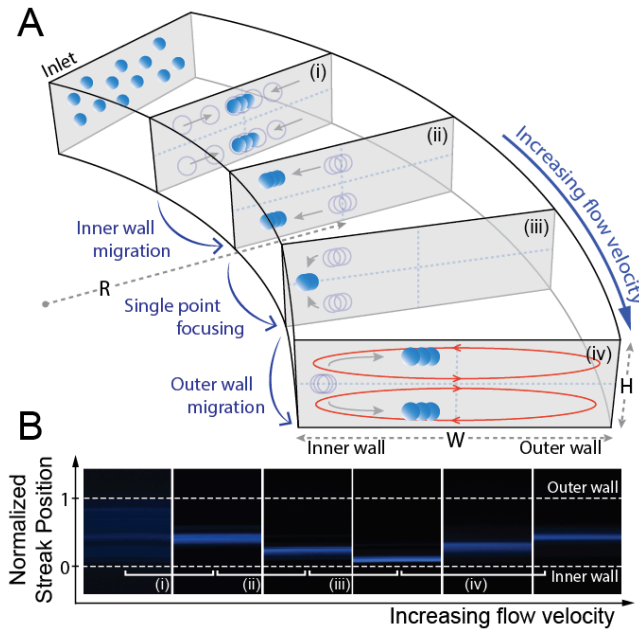 A
Inlet
(i)
(ii)
(iii)
(iv)
Increasing flow velocity
Inner wall
migration
R
Single point
focusing
Outer wall
migration
H
Inner wall
W
Outer wall
B
Normalized
Streak Position
1
0
Outer wall
Inner wall
(i)
(ii)
(iii)
(iv)
Increasing flow velocity